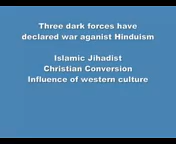 Three dark forces have
declared war aganist Hinduism
Islamic Jihadist
Christian Conversion
Influence of western culture